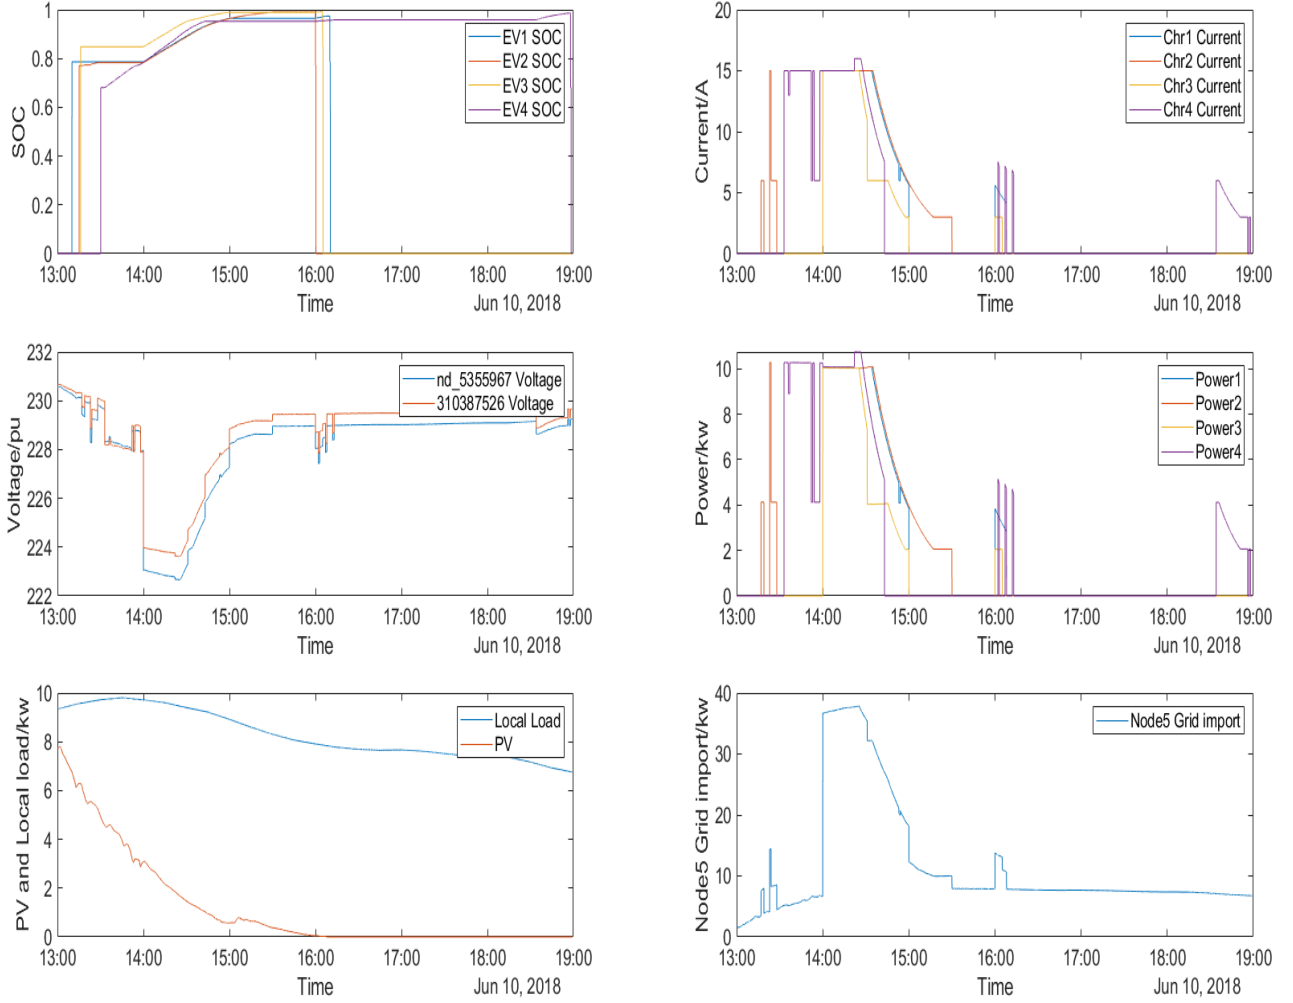 SOC
1
0.8
0.6
0.4
0.2
0
EV1 SOC
EV2 SOC
EV3 SOC
EV4 SOC
13:00 14:00 15:00 16:00 17:00 18:00 19:00
Time
Jun 10, 2018
Current/A
20
15
10
5
0
Chr1 Current
Chr2 Current
Chr3 Current
Chr4 Current
13:00 14:00 15:00 16:00 17:00 18:00 19:00
Time
Jun 10, 2018
Voltage/pu
232
230
228
226
224
222
nd_5355967 Voltage
310387526 Voltage
13:00 14:00 15:00 16:00 17:00 18:00 19:00
Time
Jun 10, 2018
Power/kw
10
8
6
4
2
0
Power1
Power2
Power3
Power4
13:00 14:00 15:00 16:00 17:00 18:00 19:00
Time
Jun 10, 2018
PV and Local load/kw
10
8
6
4
2
0
Local Load
PV
13:00 14:00 15:00 16:00 17:00 18:00 19:00
Time
Jun 10, 2018
Node5 Grid import/kw
40
30
20
10
0
Node5 Grid import
13:00 14:00 15:00 16:00 17:00 18:00 19:00
Time
Jun 10, 2018